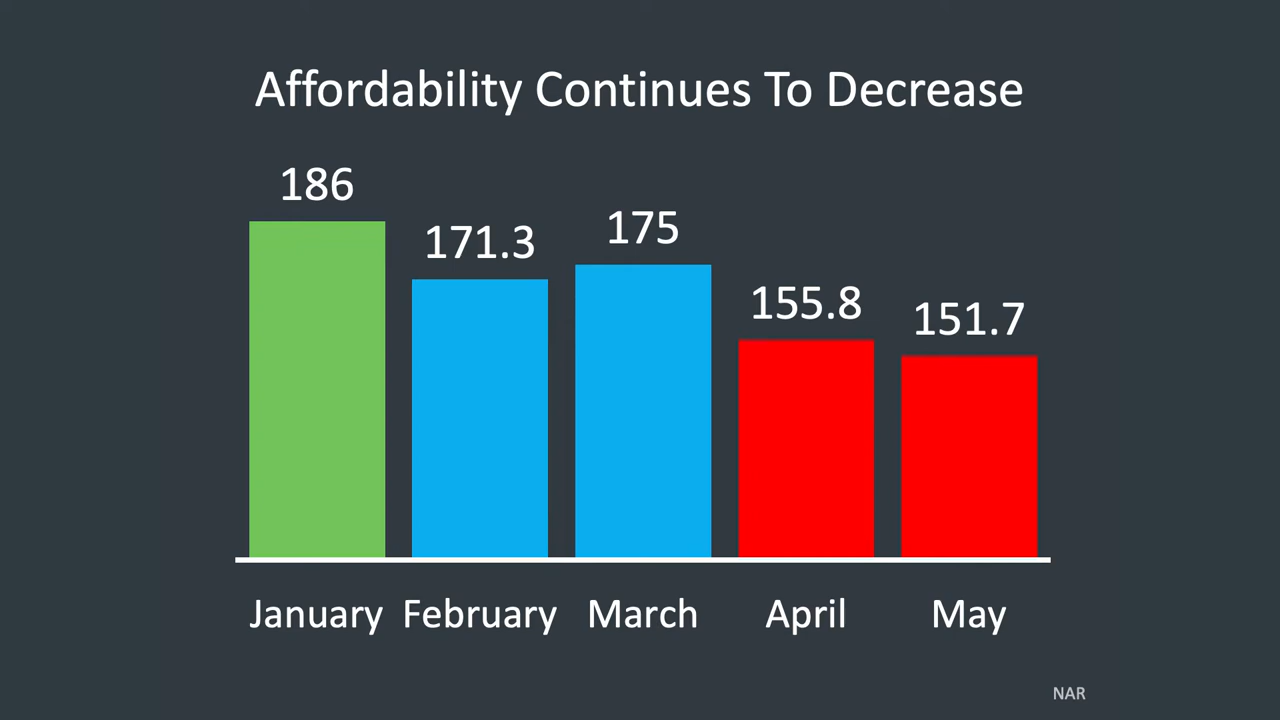 Affordability Continues To Decrease
186
171.3
175
155.8
151.7
January February March April May
NAR